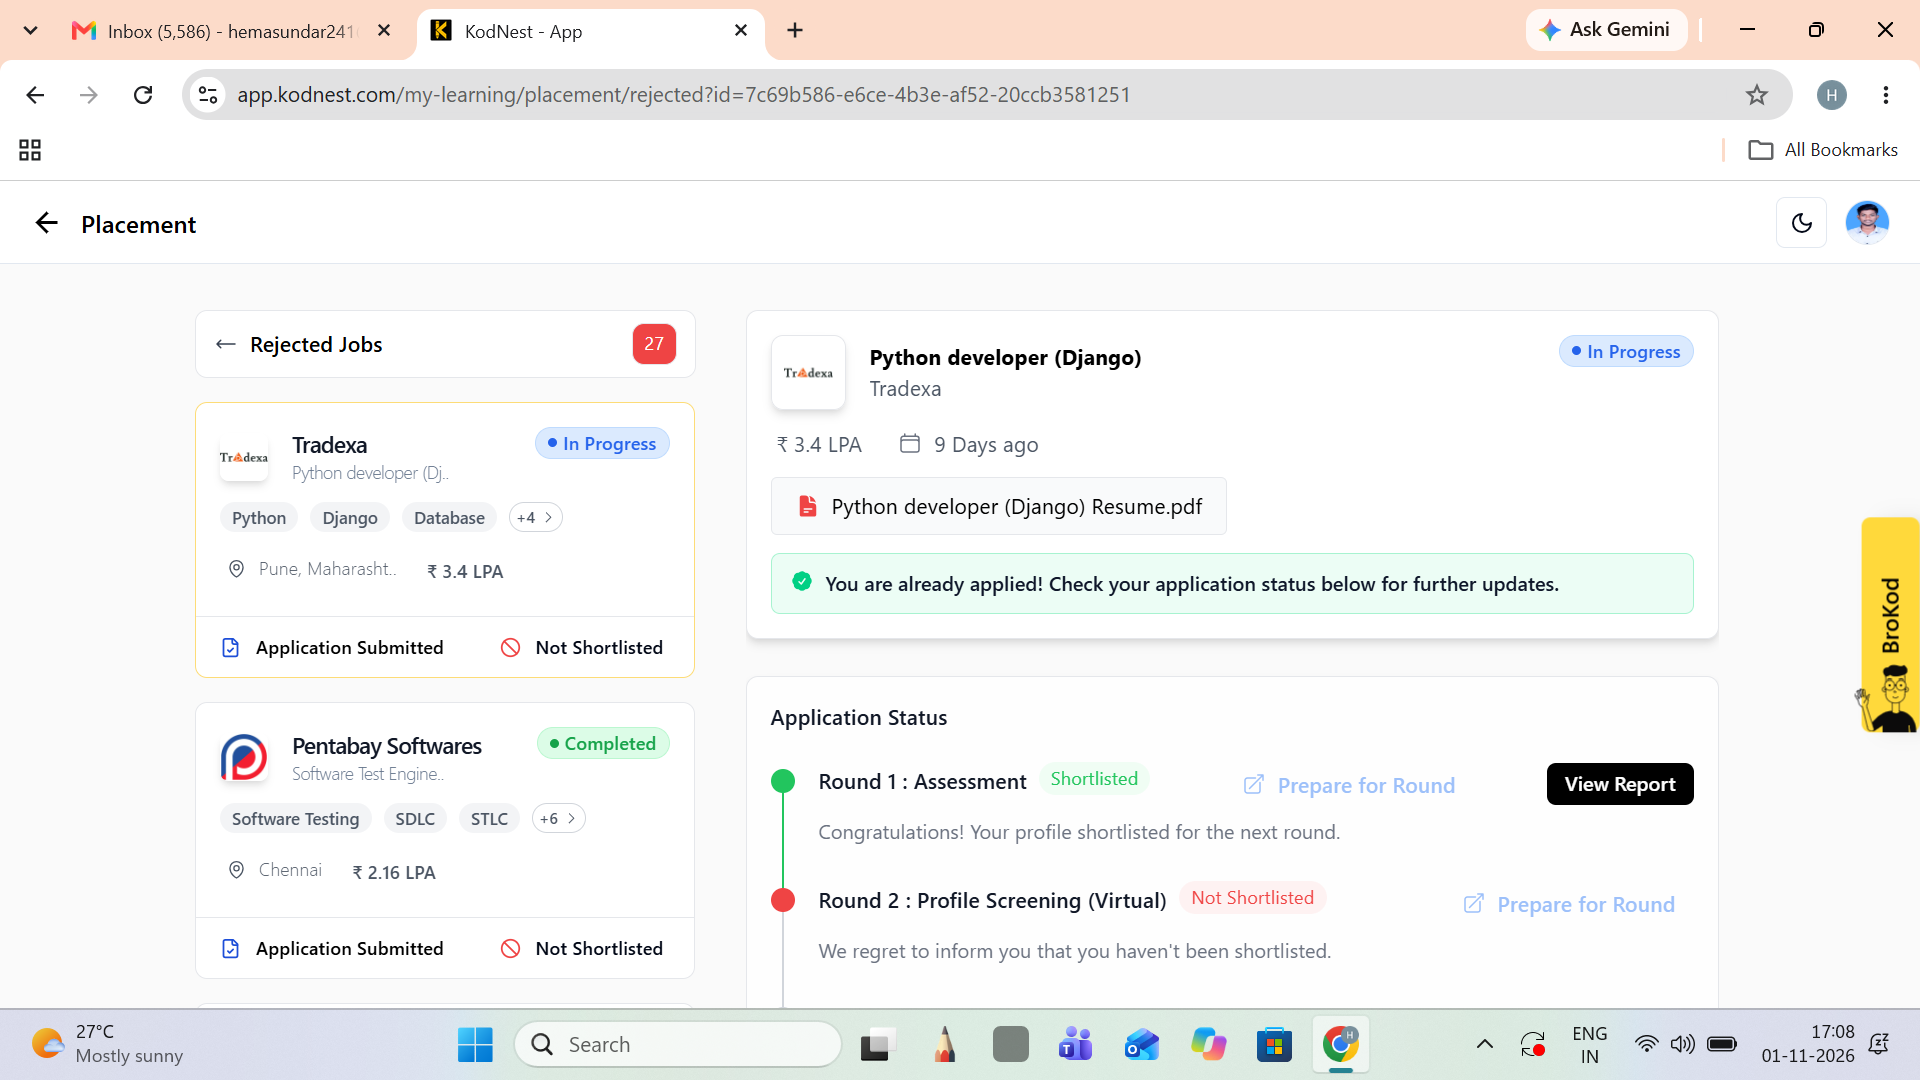 Inbox (5,586) - hemasundar241
KodNest - App
Ask Gemini
app.kodnest.com/my-learning/placement/rejected?id=7c69b586-e6ce-4b3e-af52-20ccb3581251
H
All Bookmarks
Placement
Rejected Jobs
27
Tradexa
Tradexa
In Progress
Python developer (Dj..
Python
Django
Database
+4
Pune, Maharasht..
₹ 3.4 LPA
Application Submitted
Not Shortlisted
Pentabay Softwares
Completed
Software Test Engine..
Software Testing
SDLC
STLC
+6
Chennai
₹ 2.16 LPA
Application Submitted
Not Shortlisted
Tradexa
Python developer (Django)
In Progress
Tradexa
₹ 3.4 LPA
9 Days ago
Python developer (Django) Resume.pdf
You are already applied! Check your application status below for further updates.
Application Status
Round 1 : Assessment
Shortlisted
Prepare for Round
View Report
Congratulations! Your profile shortlisted for the next round.
Round 2 : Profile Screening (Virtual)
Not Shortlisted
Prepare for Round
We regret to inform you that you haven't been shortlisted.
BroKod
27°C
Mostly sunny
Search
H
ENG
IN
17:08
01-11-2026